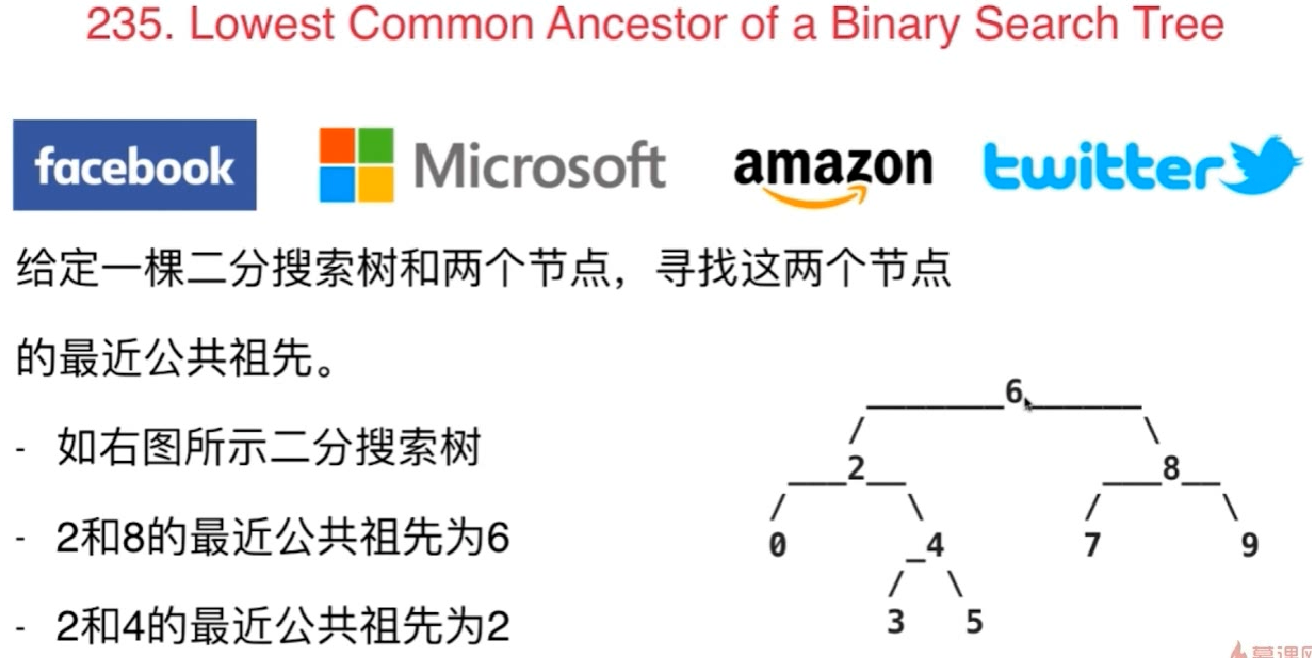 235. Lowest Common Ancestor of a Binary Search Tree
facebook Microsoft amazon twitter
给定一棵二分搜索树和两个节点，寻找这两个节点
的最近公共祖先。
- 如右图所示二分搜索树
- 2和8的最近公共祖先为6
- 2和4的最近公共祖先为2
6
2 8
0 4 7 9
3 5
慕课网